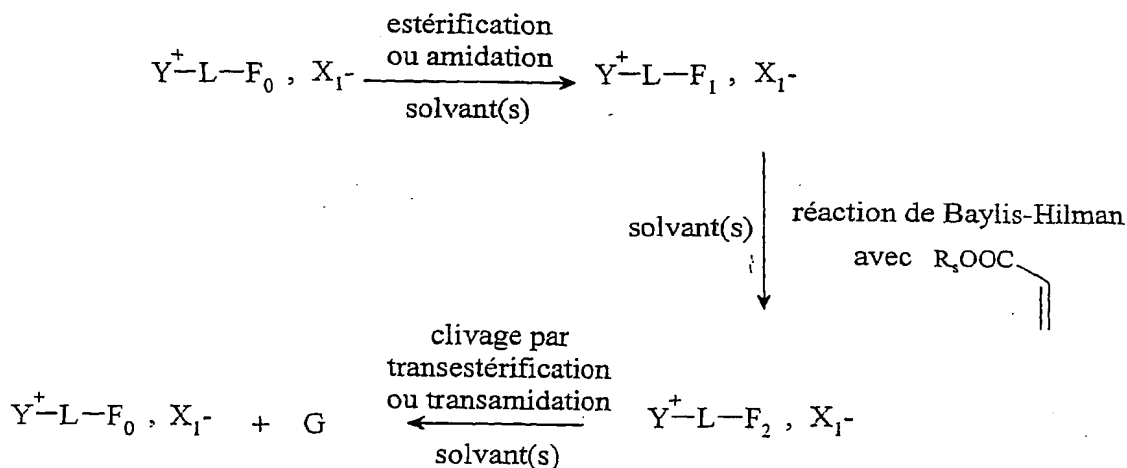 estérification
ou amidation
Y+–L–F0 , X1- Y+–L–F1 , X1-
solvant(s)
réaction de Baylis-Hilman
solvant(s)
avec RsOOC
clivage par
transestérification
ou transamidation
Y+–L–F0 , X1- + G Y+–L–F2 , X1-
solvant(s)